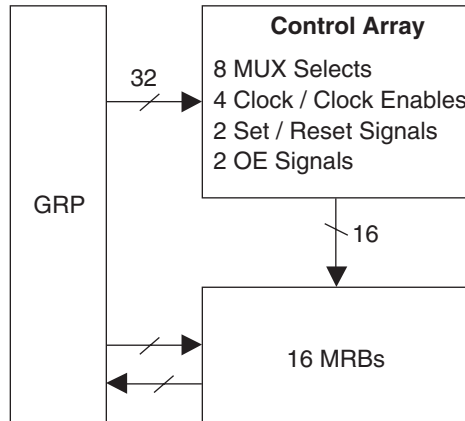 Control Array
8 MUX Selects
4 Clock / Clock Enables
2 Set / Reset Signals
2 OE Signals
32
GRP
16
16 MRBs